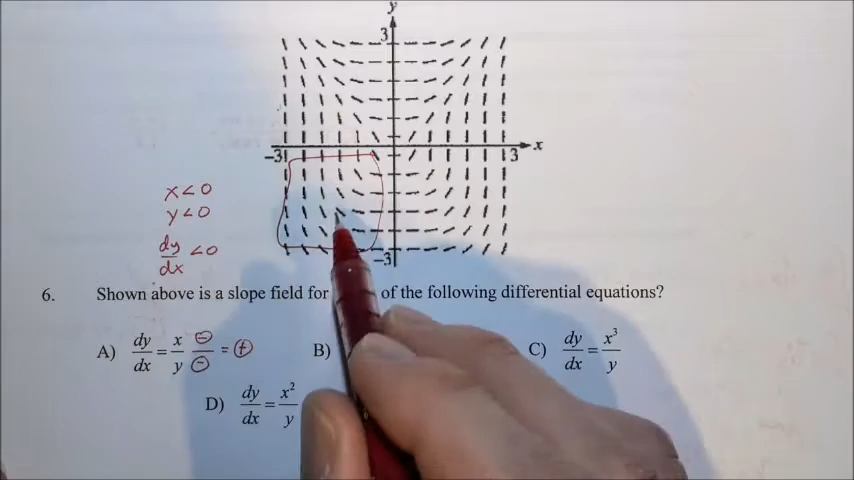 y
3
-3
3
x
-3
x<0
y<0
dy/dx <0
6. Shown above is a slope field for of the following differential equations?
A) dy/dx = x/y ⊖/⊖ = ⊕
B)
C) dy/dx = x³/y
D) dy/dx = x²/y